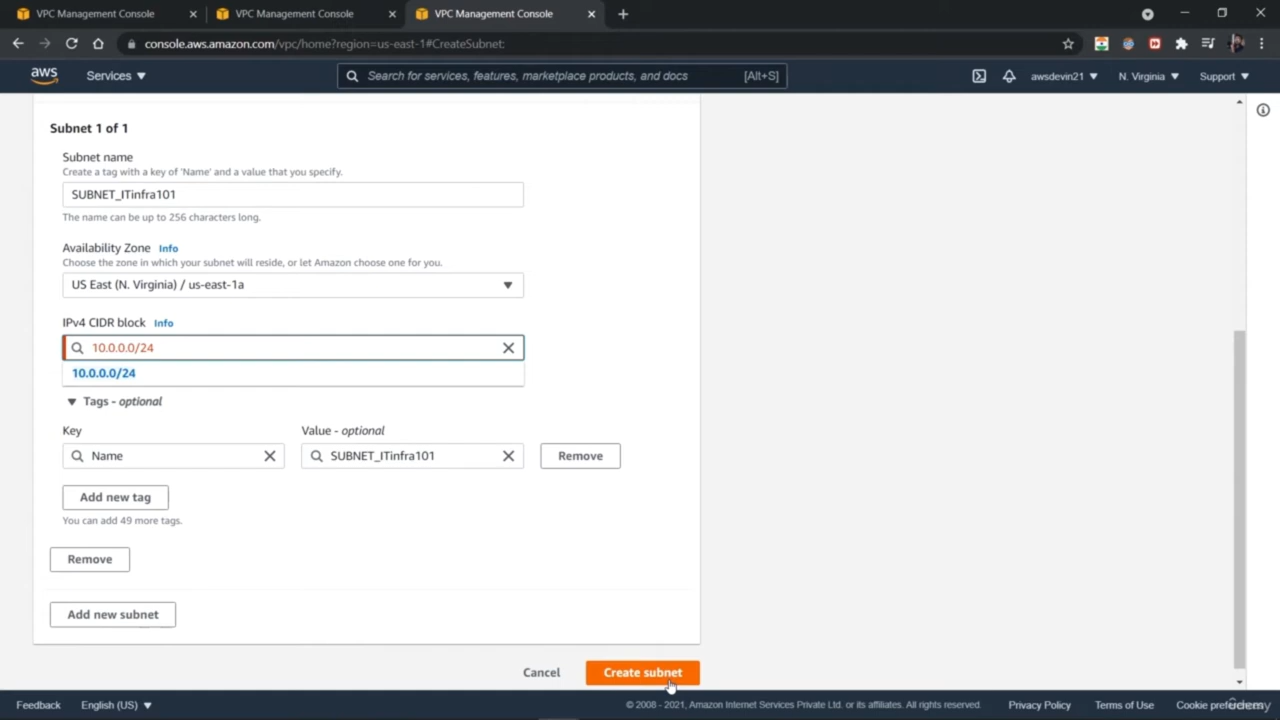 VPC Management Console
VPC Management Console
VPC Management Console
console.aws.amazon.com/vpc/home?region=us-east-1#CreateSubnet:
aws
Services
Search for services, features, marketplace products, and docs
[Alt+S]
awsdevin21
N. Virginia
Support
Subnet 1 of 1
Subnet name
Create a tag with a key of 'Name' and a value that you specify.
SUBNET_ITinfra101
The name can be up to 256 characters long.
Availability Zone Info
Choose the zone in which your subnet will reside, or let Amazon choose one for you.
US East (N. Virginia) / us-east-1a
IPv4 CIDR block Info
10.0.0.0/24
10.0.0.0/24
Tags - optional
Key
Value - optional
Name
SUBNET_ITinfra101
Remove
Add new tag
You can add 49 more tags.
Remove
Add new subnet
Cancel
Create subnet
Feedback
English (US)
© 2008 - 2021, Amazon Internet Services Private Ltd. or its affiliates. All rights reserved.
Privacy Policy
Terms of Use
Cookie preferences